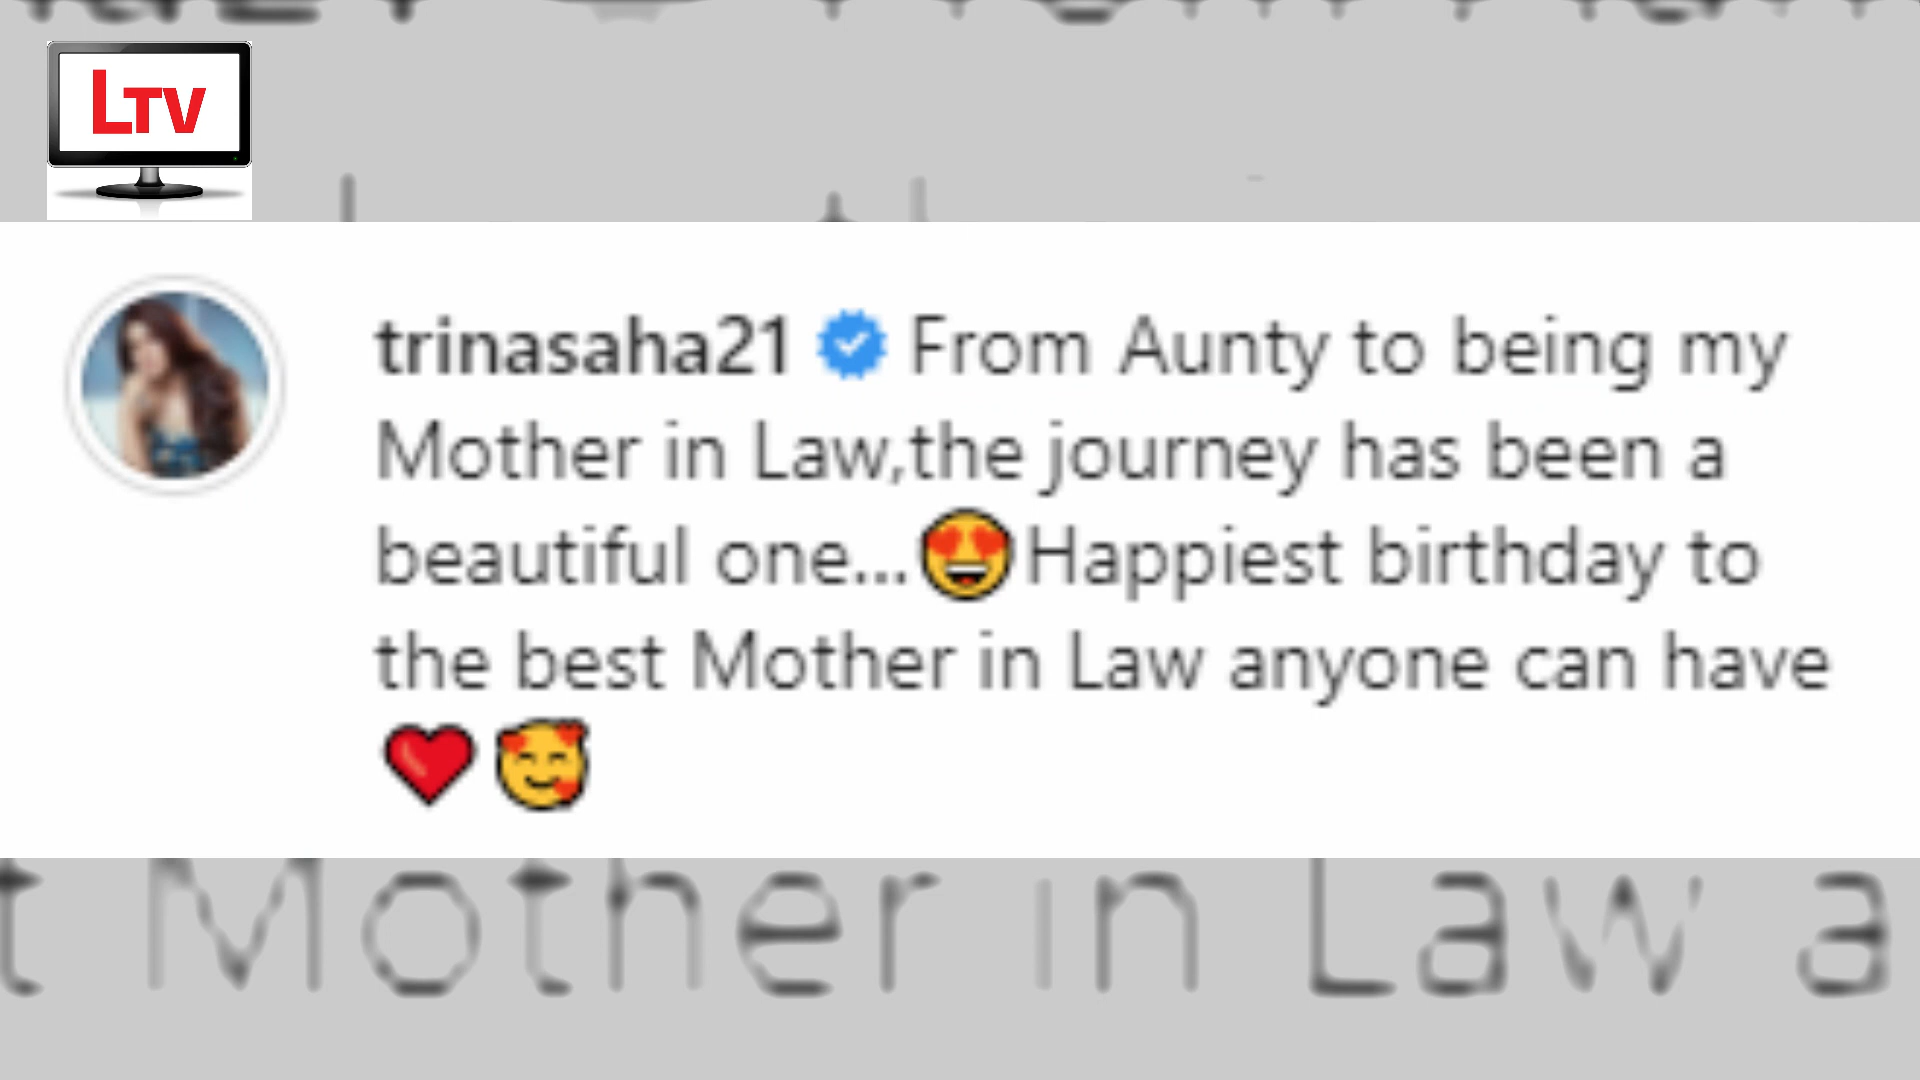 LTV
trinasaha21 From Aunty to being my
Mother in Law,the journey has been a
beautiful one...😍Happiest birthday to
the best Mother in Law anyone can have
❤️🥰
t Mother in Law a